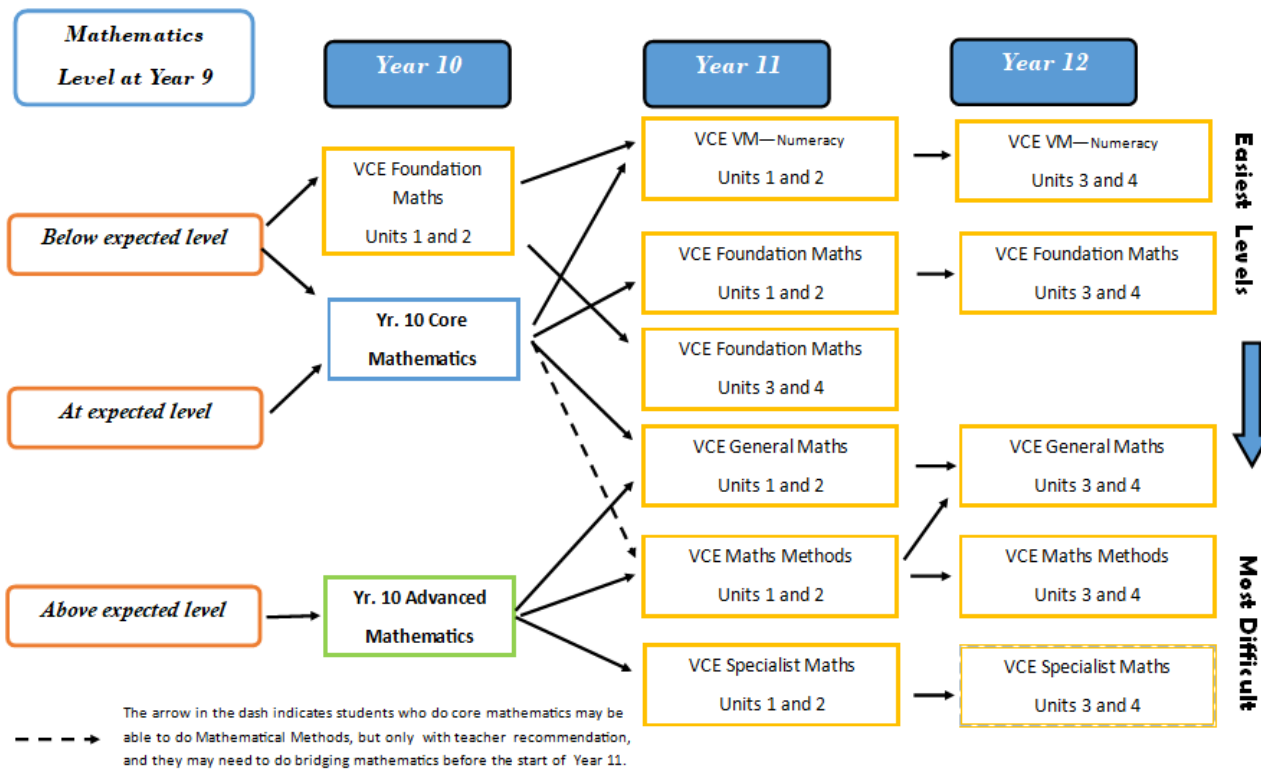 Mathematics
Level at Year 9
Year 10
Year 11
Year 12
VCE VM—Numeracy
Units 1 and 2
VCE VM—Numeracy
Units 3 and 4
VCE Foundation
Maths
Units 1 and 2
Below expected level
VCE Foundation Maths
Units 1 and 2
VCE Foundation Maths
Units 3 and 4
Yr. 10 Core
Mathematics
VCE Foundation Maths
Units 3 and 4
At expected level
VCE General Maths
Units 1 and 2
VCE General Maths
Units 3 and 4
VCE Maths Methods
Units 1 and 2
VCE Maths Methods
Units 3 and 4
Above expected level
Yr. 10 Advanced
Mathematics
VCE Specialist Maths
Units 1 and 2
VCE Specialist Maths
Units 3 and 4
Easiest Levels
Most Difficult
The arrow in the dash indicates students who do core mathematics may be
able to do Mathematical Methods, but only with teacher recommendation,
and they may need to do bridging mathematics before the start of Year 11.